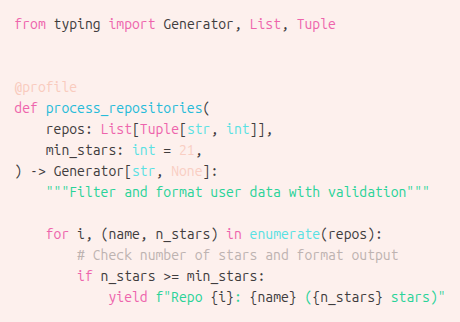 from typing import Generator, List, Tuple
@profile
def process_repositories(
    repos: List[Tuple[str, int]],
    min_stars: int = 21,
) -> Generator[str, None]:
    """Filter and format user data with validation"""
    for i, (name, n_stars) in enumerate(repos):
        # Check number of stars and format output
        if n_stars >= min_stars:
            yield f"Repo {i}: {name} ({n_stars} stars)"